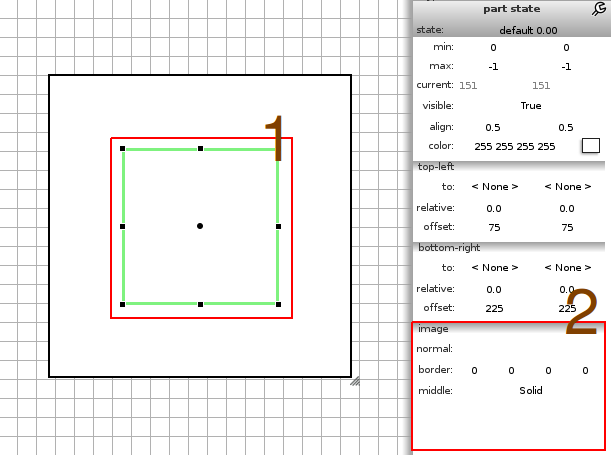 1
part state
state: default 0.00
min: 0 0
max: -1 -1
current: 151 151
visible: True
align: 0.5 0.5
color: 255 255 255 255
top-left
to: < None > < None >
relative: 0.0 0.0
offset: 75 75
bottom-right
to: < None > < None >
relative: 0.0 0.0
offset: 225 225
2
image
normal:
border: 0 0 0 0
middle: Solid